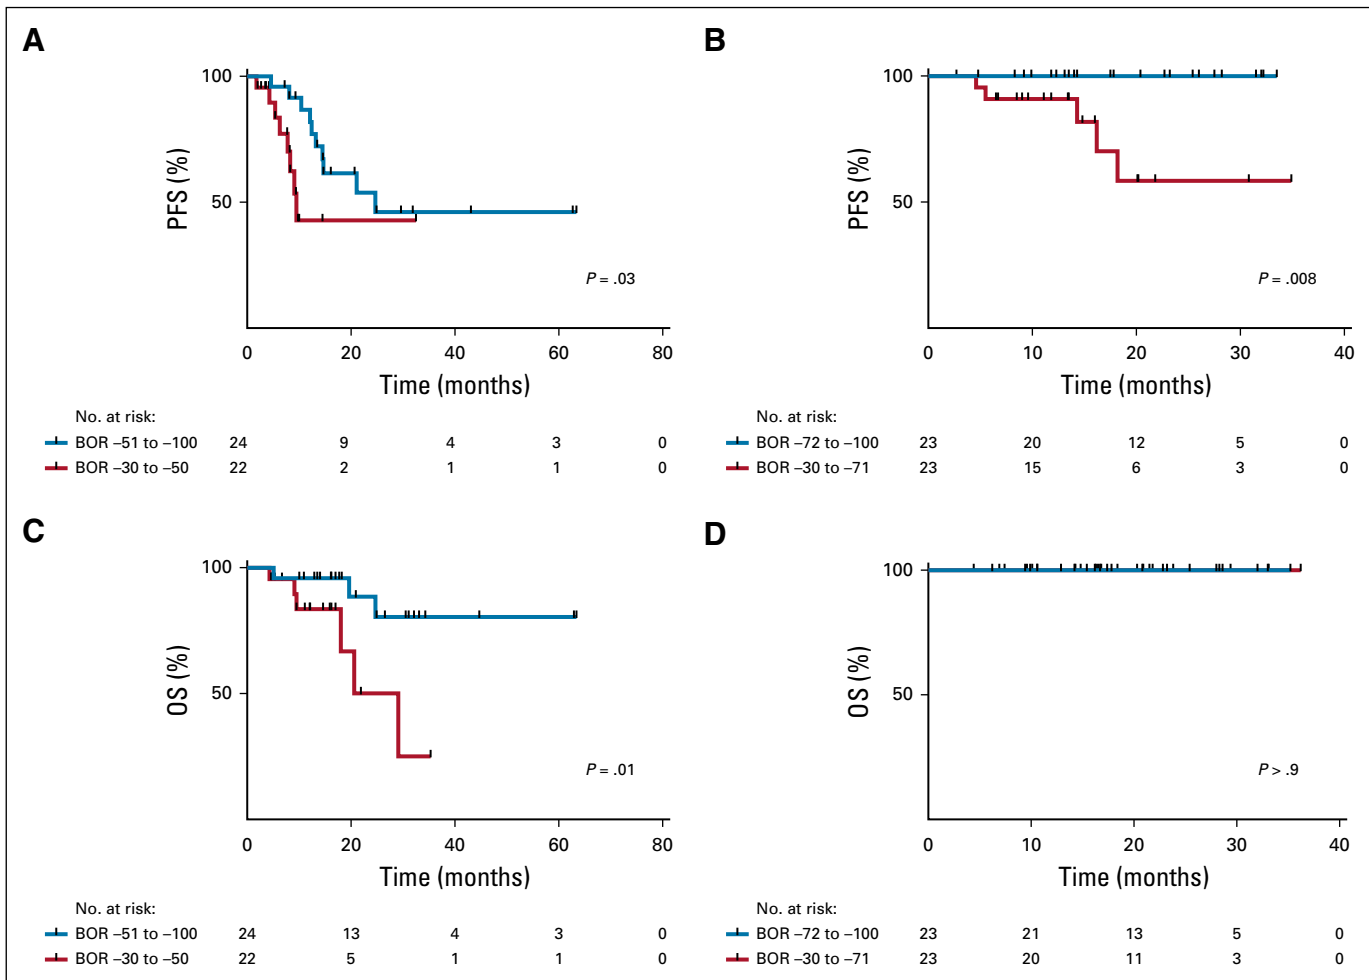 A
100
50
PFS (%)
P = .03
0 20 40 60 80
Time (months)
No. at risk:
BOR –51 to –100 24 9 4 3 0
BOR –30 to –50 22 2 1 1 0
B
100
50
PFS (%)
P = .008
0 10 20 30 40
Time (months)
No. at risk:
BOR –72 to –100 23 20 12 5 0
BOR –30 to –71 23 15 6 3 0
C
100
50
OS (%)
P = .01
0 20 40 60 80
Time (months)
No. at risk:
BOR –51 to –100 24 13 4 3 0
BOR –30 to –50 22 5 1 1 0
D
100
50
OS (%)
P > .9
0 10 20 30 40
Time (months)
No. at risk:
BOR –72 to –100 23 21 13 5 0
BOR –30 to –71 23 20 11 3 0